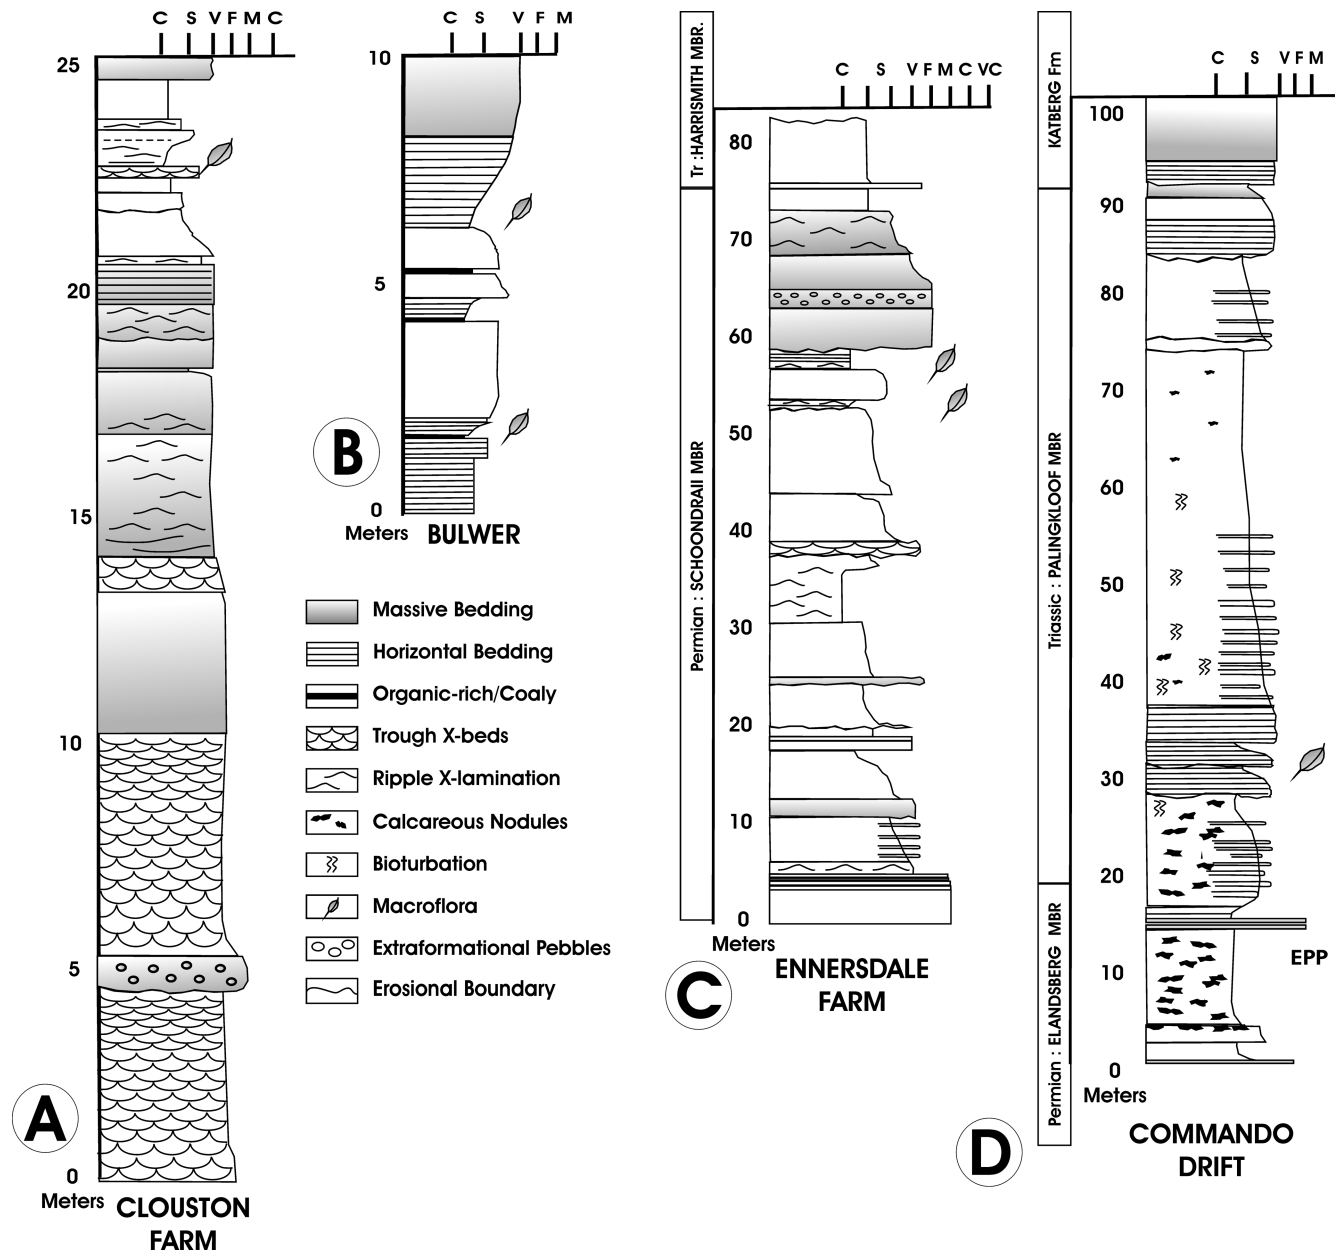 C S V F M C
25
20
15
10
5
0
Meters
A
CLOUSTON
FARM
C S V F M
10
5
0
Meters
B
BULWER
Massive Bedding
Horizontal Bedding
Organic-rich/Coaly
Trough X-beds
Ripple X-lamination
Calcareous Nodules
Bioturbation
Macroflora
Extraformational Pebbles
Erosional Boundary
Tr :HARRISMITH MBR.
Permian : SCHOONDRAII MBR
C S V F M C VC
80
70
60
50
40
30
20
10
0
Meters
C
ENNERSDALE
FARM
KATBERG Fm
Triassic : PALINGKLOOF MBR
Permian : ELANDSBERG MBR
C S V F M
100
90
80
70
60
50
40
30
20
10
0
Meters
EPP
D
COMMANDO
DRIFT